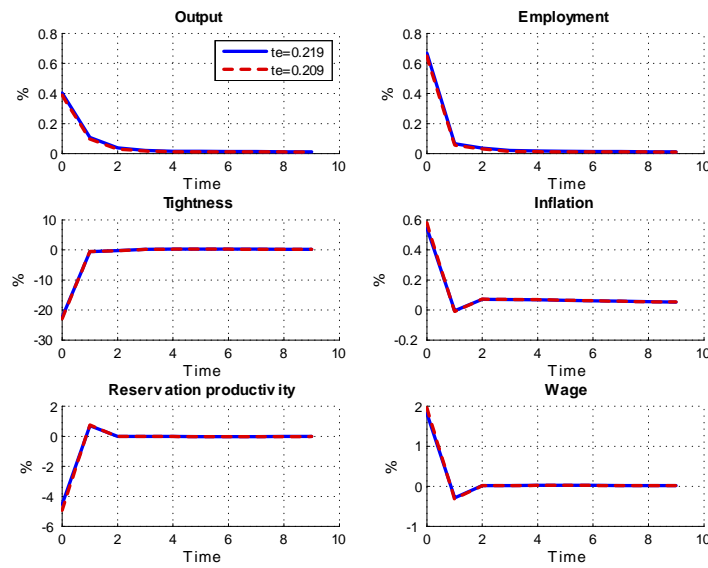 Output
0.8
0.6
0.4
0.2
0
%
0 2 4 6 8 10
Time
te=0.219
te=0.209
Employment
0.8
0.6
0.4
0.2
0
%
0 2 4 6 8 10
Time
Tightness
10
0
-10
-20
-30
%
0 2 4 6 8 10
Time
Inflation
0.6
0.4
0.2
0
-0.2
%
0 2 4 6 8 10
Time
Reservation productivity
2
0
-2
-4
-6
%
0 2 4 6 8 10
Time
Wage
2
1
0
-1
%
0 2 4 6 8 10
Time